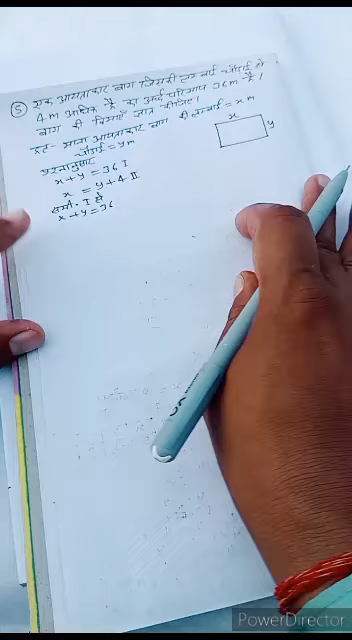 ⑤ एक आयताकार बाग जिसकी लम्बाई चौड़ाई से
4 m अधिक है का अर्द्ध परिमाप 36m है।
बाग की विमाएँ ज्ञात कीजिए।
हल- माना आयताकार बाग की लम्बाई = x m
चौड़ाई = y m
x
y
प्रश्नानुसार
x + y = 36 I
x = y + 4 II
समी. I से
x + y = 36
PowerDirector